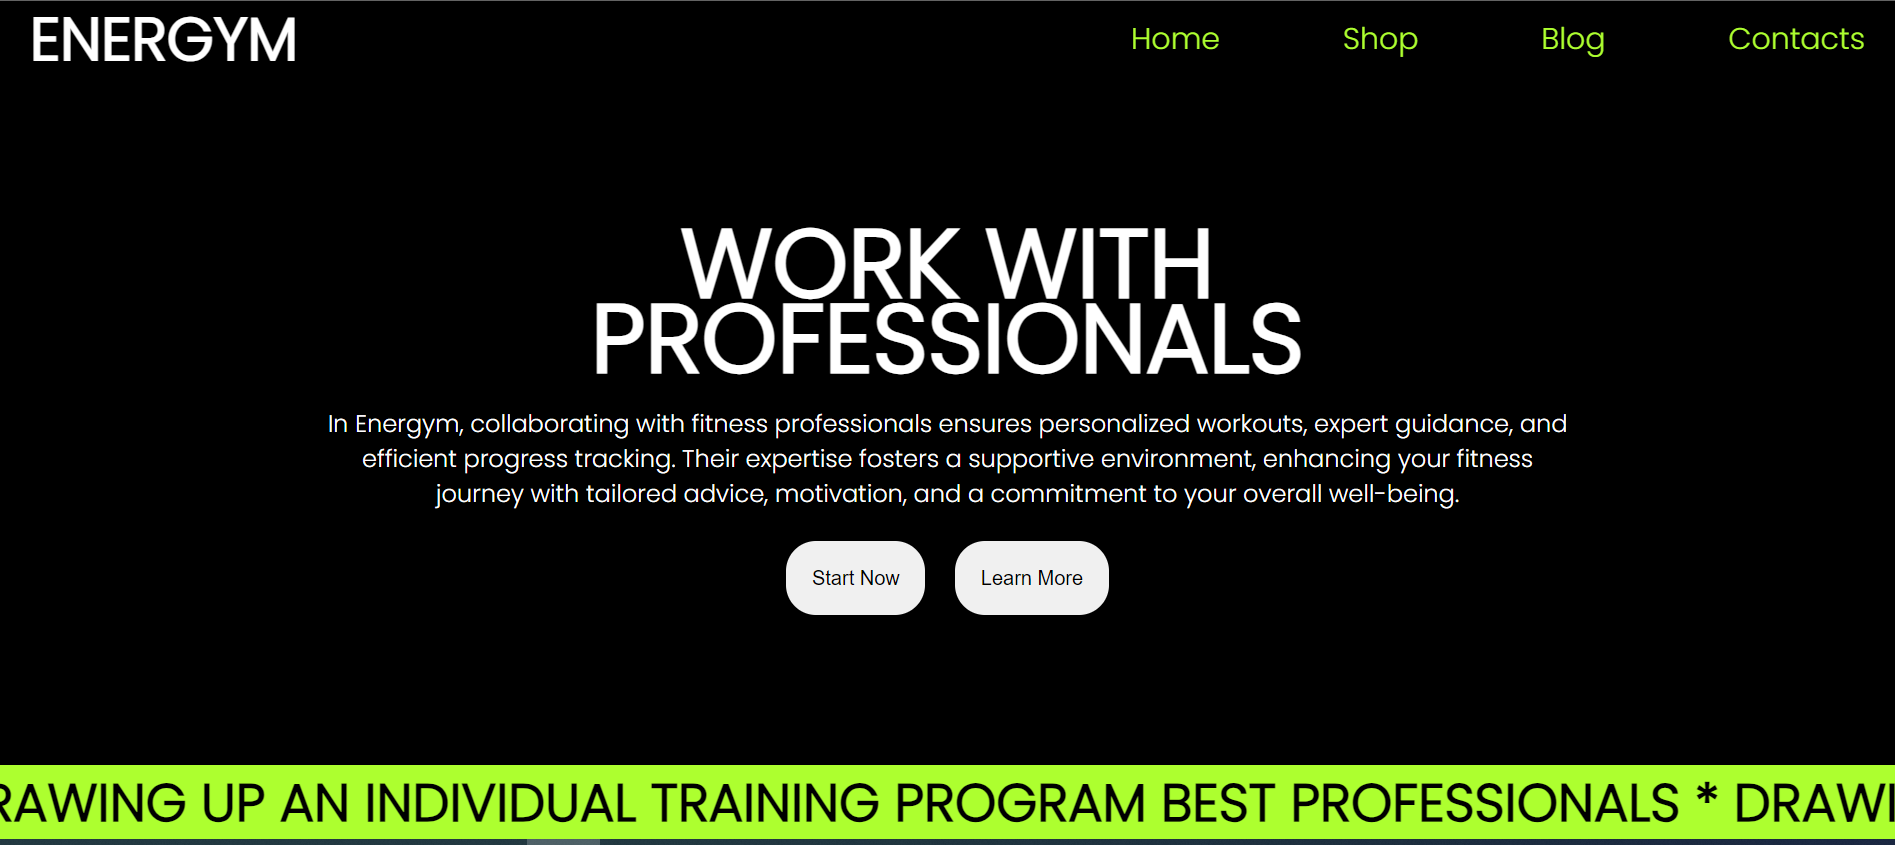 ENERGYM
Home Shop Blog Contacts
WORK WITH
PROFESSIONALS
In Energym, collaborating with fitness professionals ensures personalized workouts, expert guidance, and
efficient progress tracking. Their expertise fosters a supportive environment, enhancing your fitness
journey with tailored advice, motivation, and a commitment to your overall well-being.
Start Now Learn More
RAWING UP AN INDIVIDUAL TRAINING PROGRAM BEST PROFESSIONALS * DRAWI